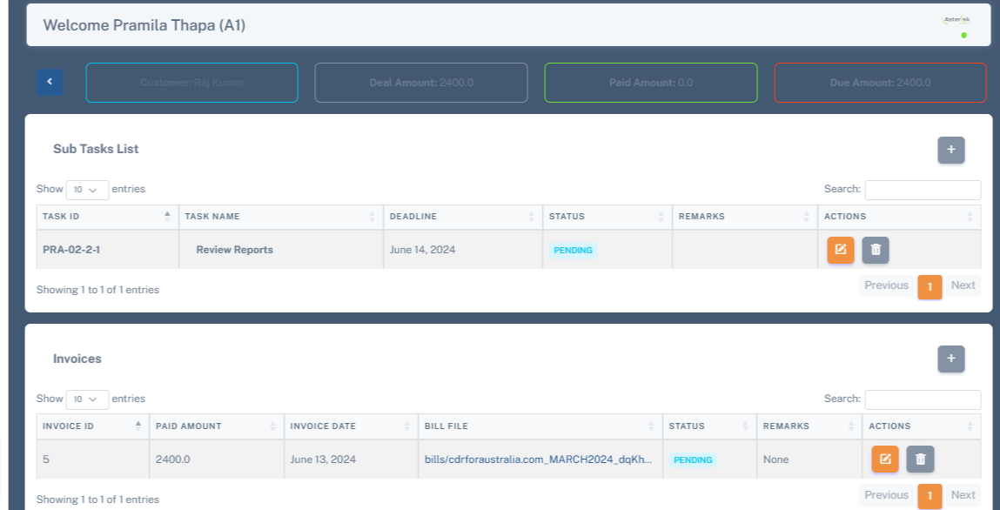 Welcome Pramila Thapa (A1)
Asterisk
Customer: Raj Kumar
Deal Amount: 2400.0
Paid Amount: 0.0
Due Amount: 2400.0
Sub Tasks List
+
Show 10 entries
Search:
TASK ID TASK NAME DEADLINE STATUS REMARKS ACTIONS
PRA-02-2-1 Review Reports June 14, 2024 PENDING
Showing 1 to 1 of 1 entries
Previous 1 Next
Invoices
+
Show 10 entries
Search:
INVOICE ID PAID AMOUNT INVOICE DATE BILL FILE STATUS REMARKS ACTIONS
5 2400.0 June 13, 2024 bills/cdrforaustralia.com_MARCH2024_dqKh... PENDING None
Showing 1 to 1 of 1 entries
Previous 1 Next